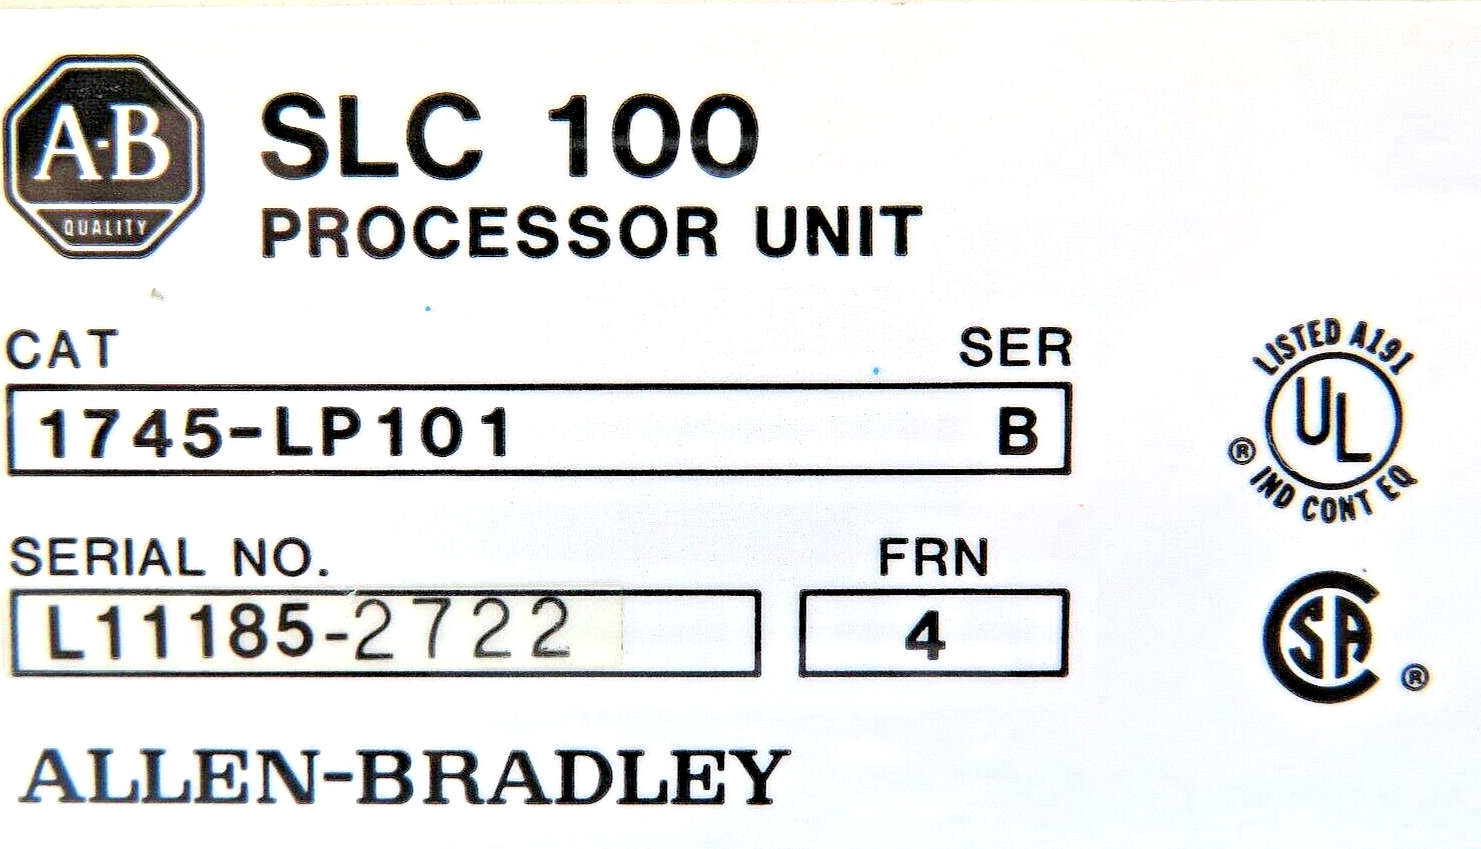 A-B
QUALITY
SLC 100
PROCESSOR UNIT
CAT SER
1745-LP101 B
LISTED A191
UL
®
IND CONT EQ
SERIAL NO. FRN
L11185-2722 4
SA ®
ALLEN-BRADLEY